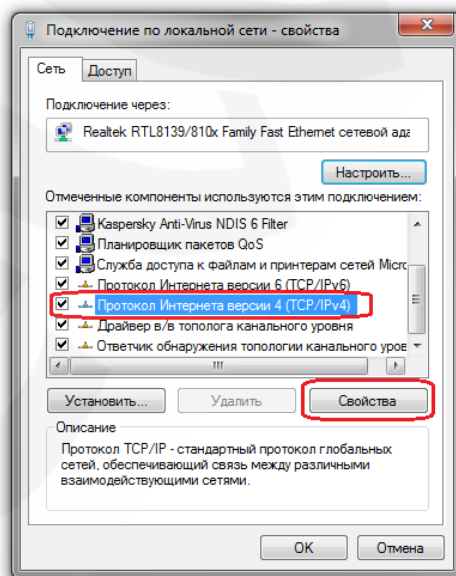 Подключение по локальной сети - свойства
Сеть Доступ
Подключение через:
Realtek RTL8139/810x Family Fast Ethernet сетевой ада
Настроить...
Отмеченные компоненты используются этим подключением:
Kaspersky Anti-Virus NDIS 6 Filter
Планировщик пакетов QoS
Служба доступа к файлам и принтерам сетей Micro
Протокол Интернета версии 6 (TCP/IPv6)
Протокол Интернета версии 4 (TCP/IPv4)
Драйвер в/в тополога канального уровня
Ответчик обнаружения топологии канального уров
Установить... Удалить Свойства
Описание
Протокол TCP/IP - стандартный протокол глобальных
сетей, обеспечивающий связь между различными
взаимодействующими сетями.
OK Отмена